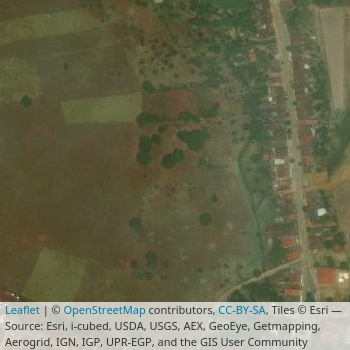 Leaflet | © OpenStreetMap contributors, CC-BY-SA, Tiles © Esri —
Source: Esri, i-cubed, USDA, USGS, AEX, GeoEye, Getmapping,
Aerogrid, IGN, IGP, UPR-EGP, and the GIS User Community